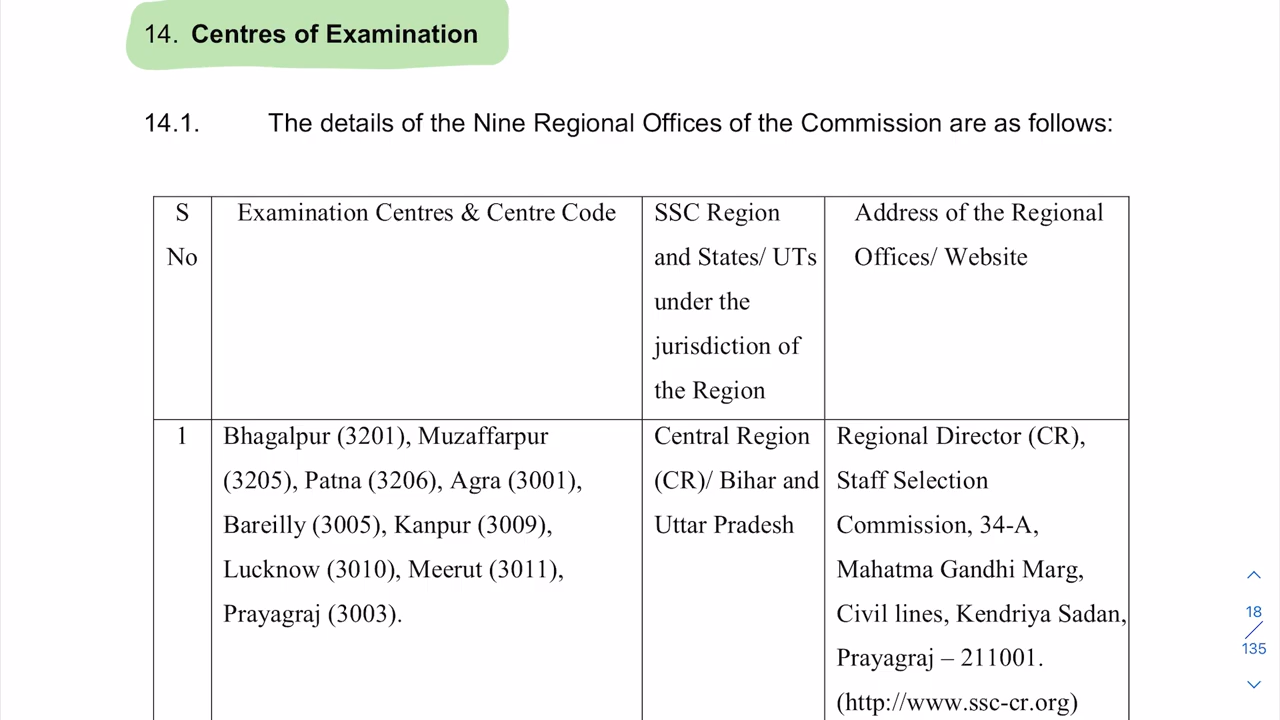 14. Centres of Examination
14.1. The details of the Nine Regional Offices of the Commission are as follows:
S
No
Examination Centres & Centre Code
SSC Region
and States/ UTs
under the
jurisdiction of
the Region
Address of the Regional
Offices/ Website
1
Bhagalpur (3201), Muzaffarpur
(3205), Patna (3206), Agra (3001),
Bareilly (3005), Kanpur (3009),
Lucknow (3010), Meerut (3011),
Prayagraj (3003).
Central Region
(CR)/ Bihar and
Uttar Pradesh
Regional Director (CR),
Staff Selection
Commission, 34-A,
Mahatma Gandhi Marg,
Civil lines, Kendriya Sadan,
Prayagraj – 211001.
(http://www.ssc-cr.org)
18
/
135